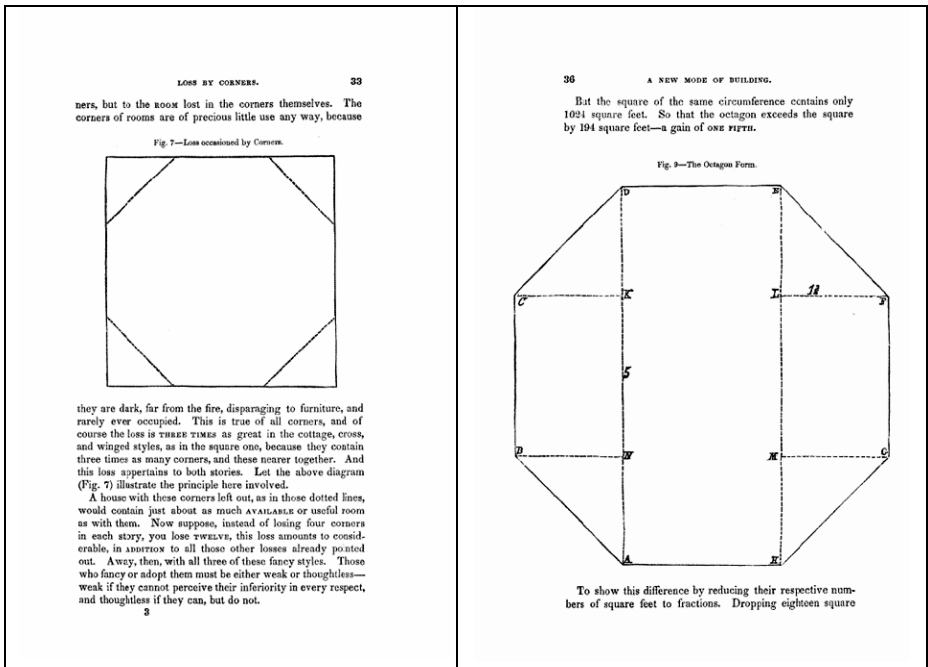 LOSS BY CORNERS. 33
ners, but to the ROOM lost in the corners themselves. The
corners of rooms are of precious little use any way, because
Fig. 7—Loss occasioned by Corners.
they are dark, far from the fire, disparaging to furniture, and
rarely ever occupied. This is true of all corners, and of
course the loss is THREE TIMES as great in the cottage, cross,
and winged styles, as in the square one, because they contain
three times as many corners, and these nearer together. And
this loss appertains to both stories. Let the above diagram
(Fig. 7) illustrate the principle here involved.
A house with these corners left out, as in those dotted lines,
would contain just about as much AVAILABLE or useful room
as with them. Now suppose, instead of losing four corners
in each story, you lose TWELVE, this loss amounts to consid-
erable, in ADDITION to all those other losses already pointed
out. Away, then, with all three of these fancy styles. Those
who fancy or adopt them must be either weak or thoughtless—
weak if they cannot perceive their inferiority in every respect,
and thoughtless if they can, but do not.
3
36 A NEW MODE OF BUILDING.
But the square of the same circumference contains only
1024 square feet. So that the octagon exceeds the square
by 194 square feet—a gain of ONE FIFTH.
Fig. 9—The Octagon Form.
D E
C K L 12 F
5
B N M G
A H
To show this difference by reducing their respective num-
bers of square feet to fractions. Dropping eighteen square